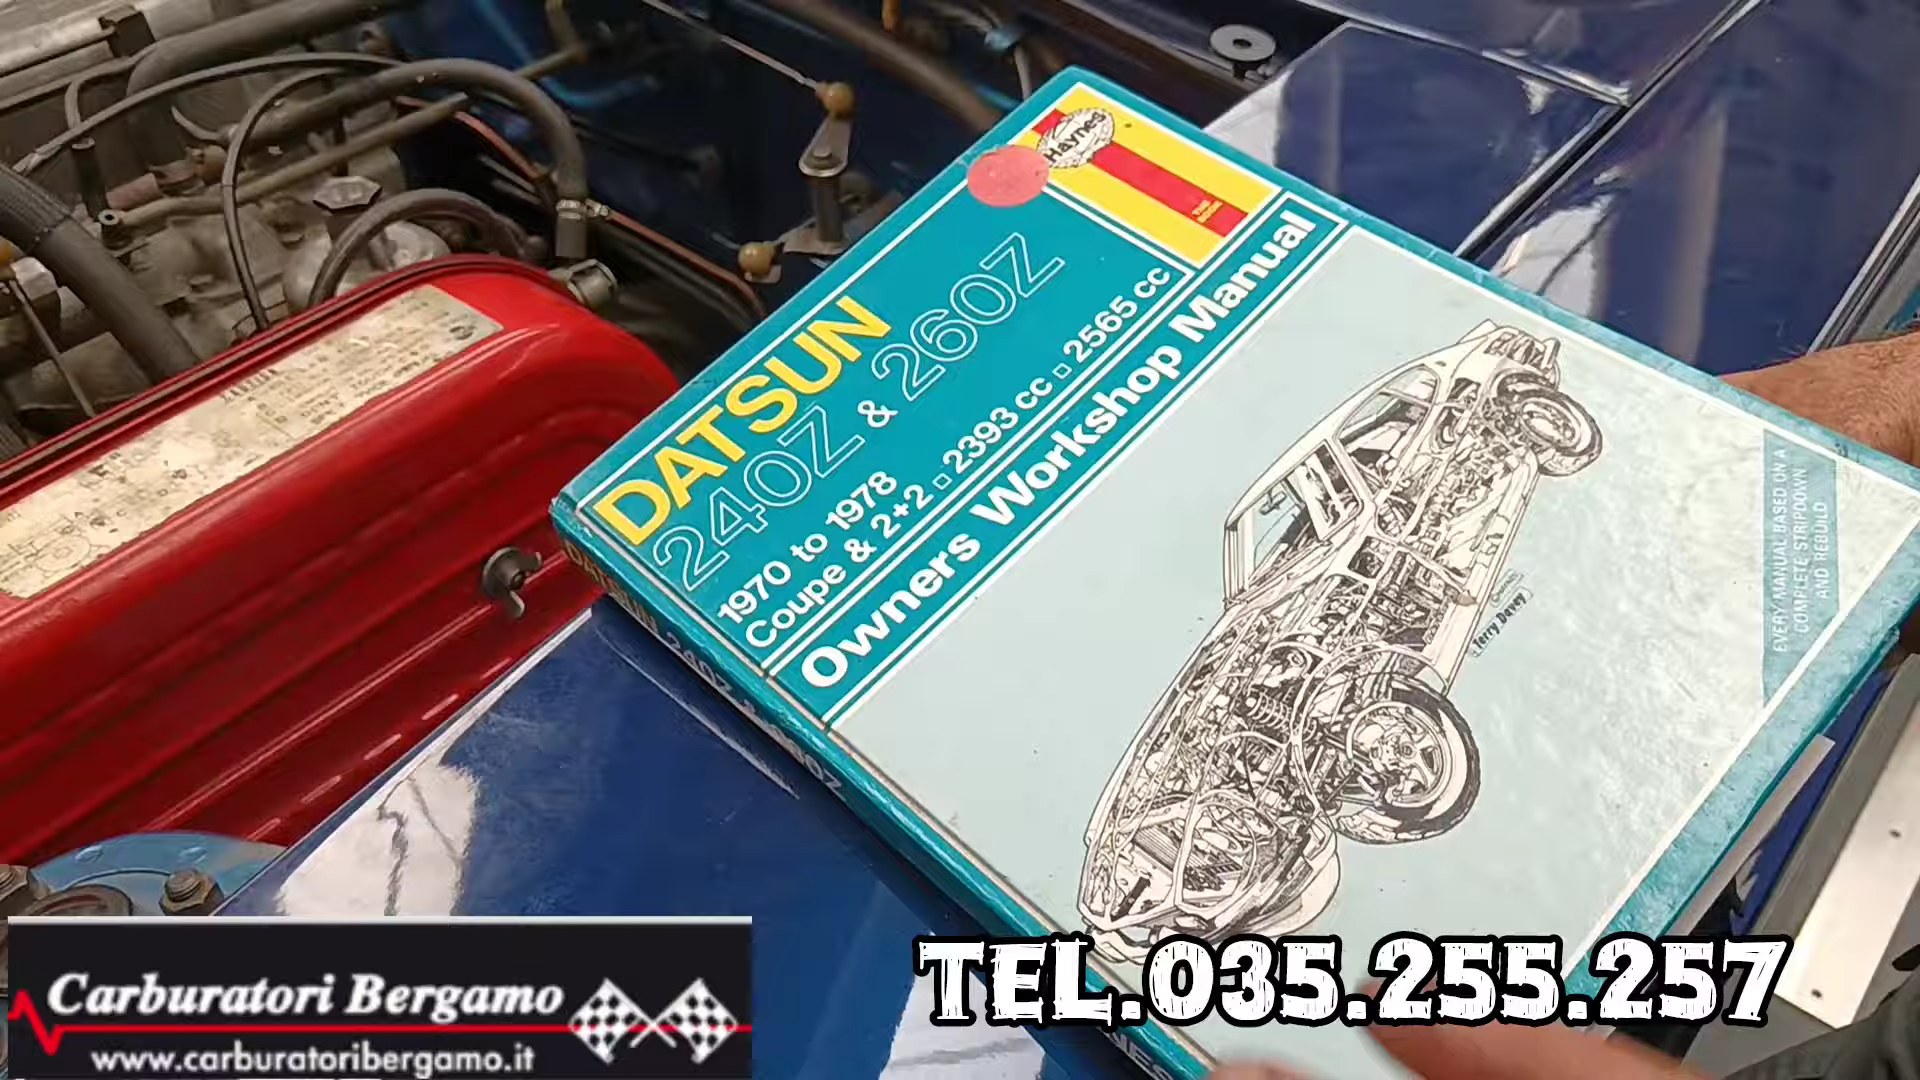 Haynes
THE
BOOK
DATSUN
240Z & 260Z
1970 to 1978
Coupe & 2+2 □ 2393 cc □ 2565 cc
Owners Workshop Manual
Terry Davey
EVERY MANUAL BASED ON A
COMPLETE STRIPDOWN
AND REBUILD
DATSUN 240Z
Carburatori Bergamo
www.carburatoribergamo.it
TEL.035.255.257